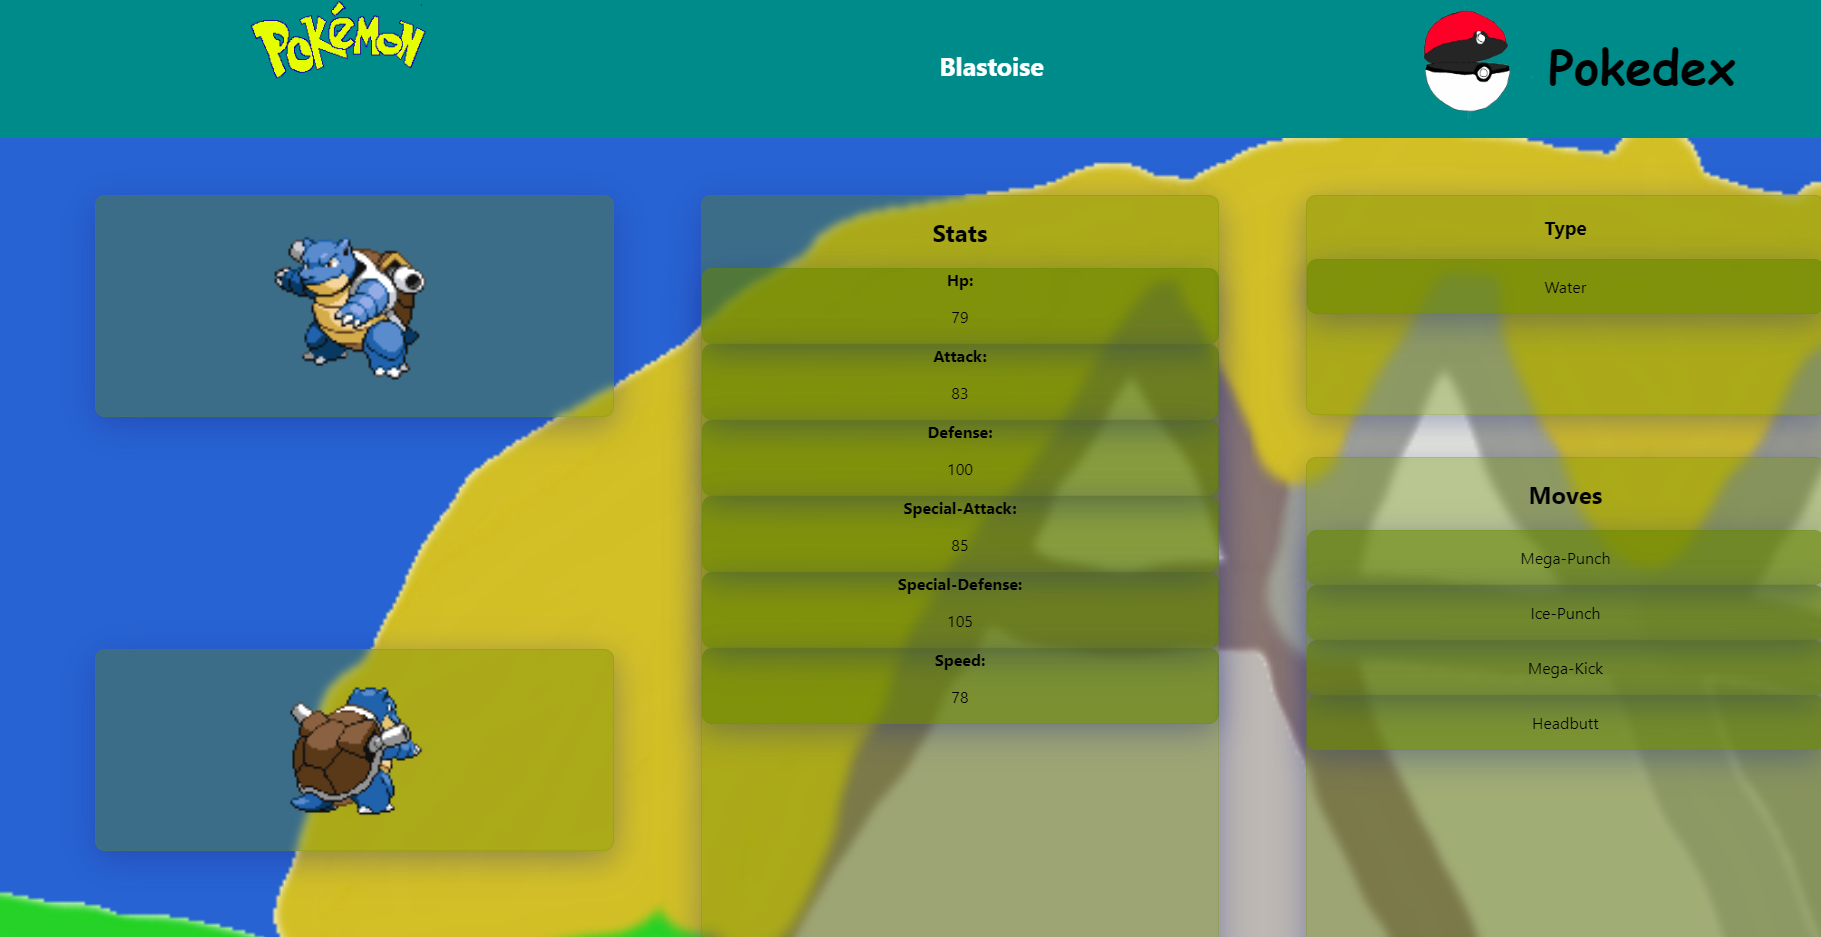 POKéMON
Blastoise
Pokedex
Stats
Hp:
79
Attack:
83
Defense:
100
Special-Attack:
85
Special-Defense:
105
Speed:
78
Type
Water
Moves
Mega-Punch
Ice-Punch
Mega-Kick
Headbutt